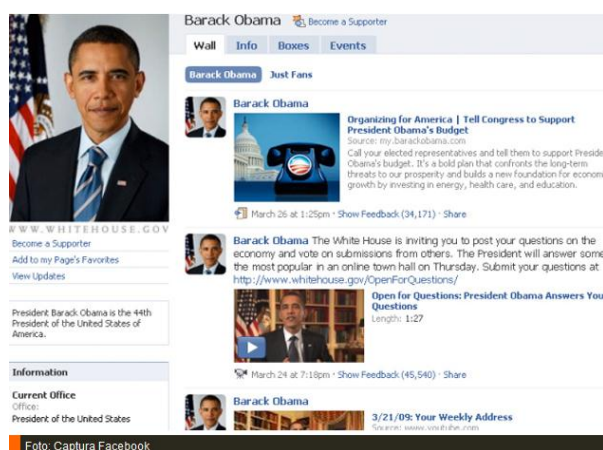 Barack Obama Become a Supporter
Wall Info Boxes Events
Barack Obama Just Fans
Barack Obama
Organizing for America | Tell Congress to Support
President Obama's Budget
Source: my.barackobama.com
Call your elected representatives and tell them to support Preside
Obama's budget. It's a bold plan that confronts the long-term
threats to our prosperity and builds a new foundation for econom
growth by investing in energy, health care, and education.
March 26 at 1:25pm · Show Feedback (34,171) · Share
Barack Obama The White House is inviting you to post your questions on the
economy and vote on submissions from others. The President will answer some
the most popular in an online town hall on Thursday. Submit your questions at
http://www.whitehouse.gov/OpenForQuestions/
Open for Questions: President Obama Answers You
Questions
Length: 1:27
March 24 at 7:18pm · Show Feedback (45,540) · Share
Barack Obama
3/21/09: Your Weekly Address
Source: www.youtube.com
WWW.WHITEHOUSE.GOV
Become a Supporter
Add to my Page's Favorites
View Updates
President Barack Obama is the 44th
President of the United States of
America.
Information
Current Office
Office:
President of the United States
Foto: Captura Facebook